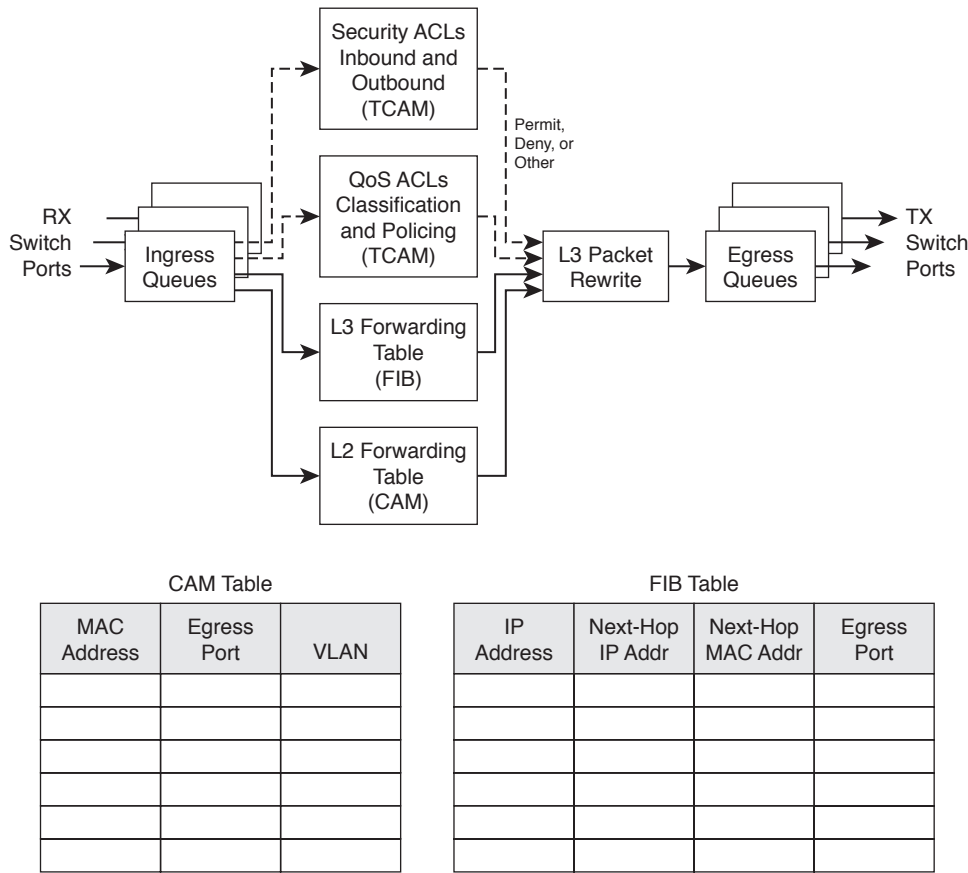 Security ACLs
Inbound and
Outbound
(TCAM)
Permit,
Deny, or
Other
QoS ACLs
Classification
and Policing
(TCAM)
RX
Switch
Ports
Ingress
Queues
L3 Packet
Rewrite
Egress
Queues
TX
Switch
Ports
L3 Forwarding
Table
(FIB)
L2 Forwarding
Table
(CAM)
CAM Table
MAC
Address
Egress
Port
VLAN
FIB Table
IP
Address
Next-Hop
IP Addr
Next-Hop
MAC Addr
Egress
Port